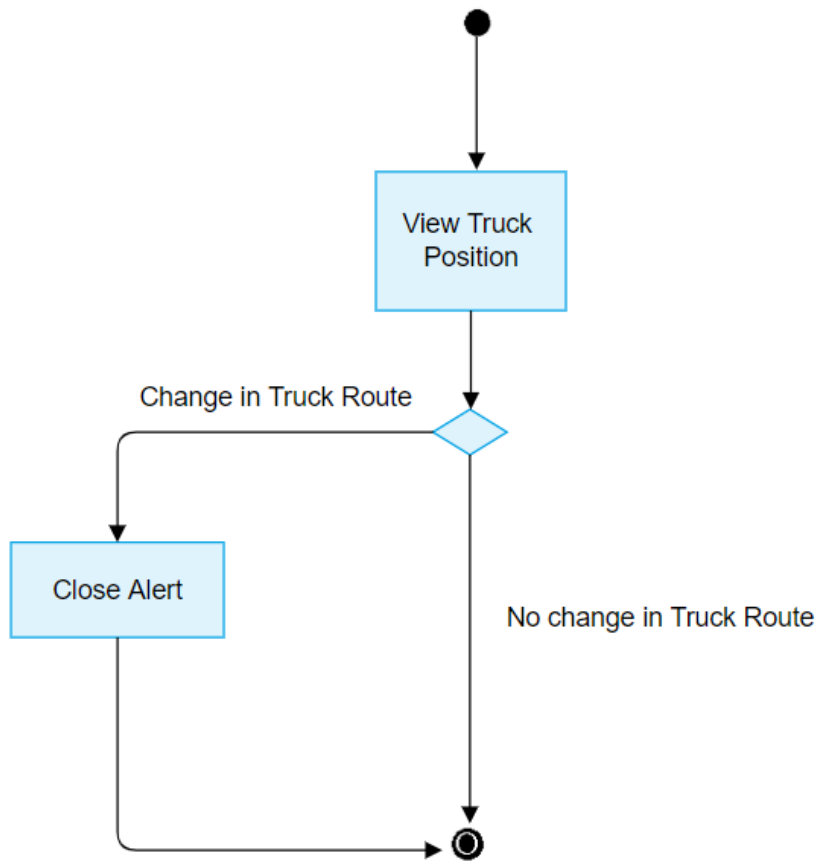 View Truck
Position
Change in Truck Route
Close Alert
No change in Truck Route